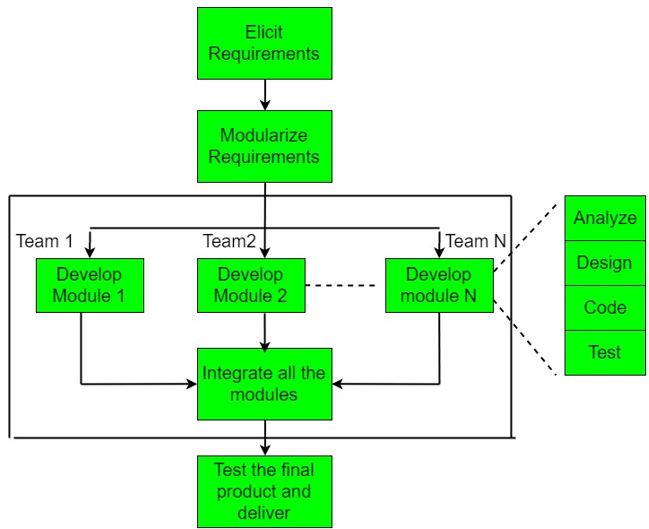 Elicit
Requirements
Modularize
Requirements
Team 1
Team2
Team N
Develop
Module 1
Develop
Module 2
Develop
module N
Analyze
Design
Code
Test
Integrate all the
modules
Test the final
product and
deliver